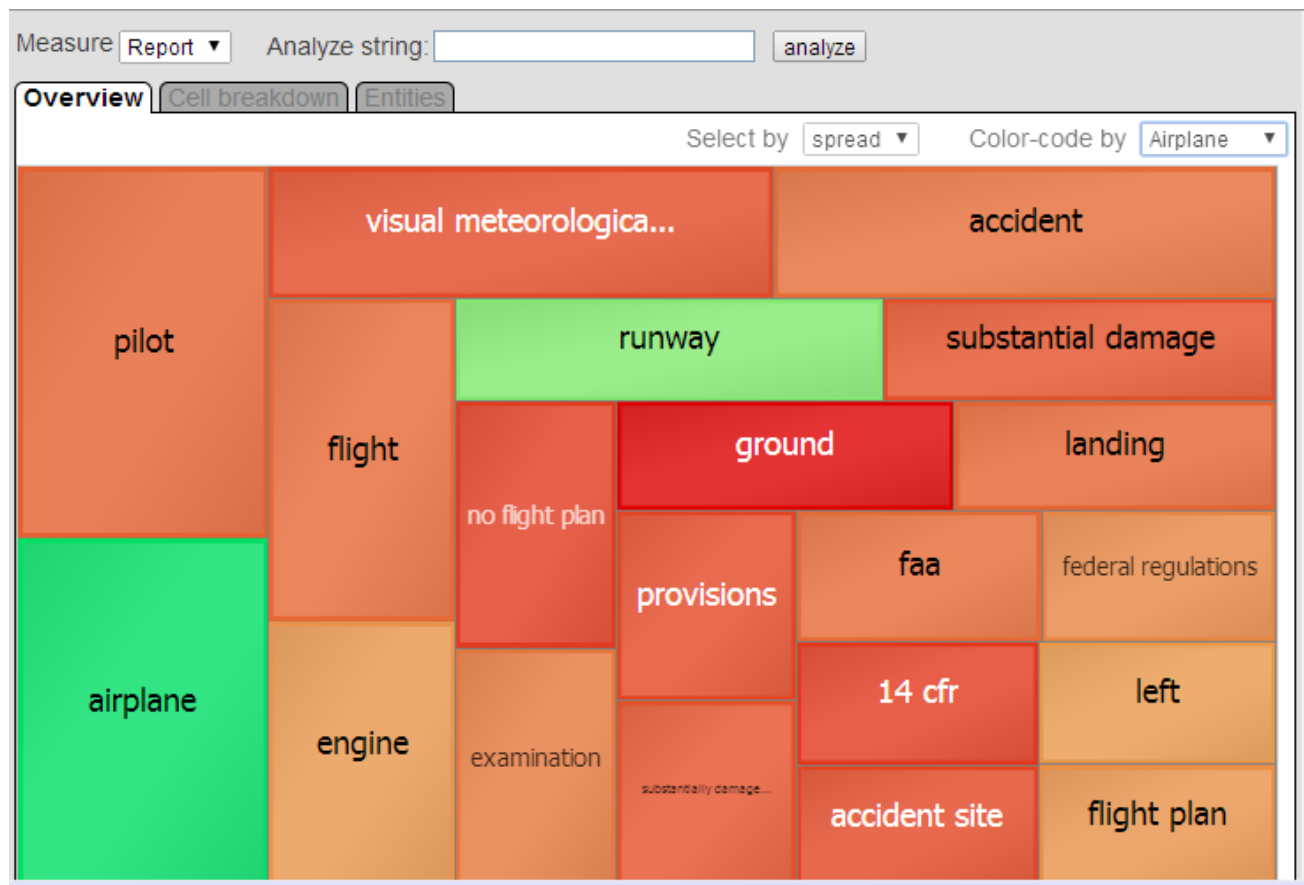 Measure Report ▼ Analyze string: analyze
Overview Cell breakdown Entities
Select by spread ▼ Color-code by Airplane ▼
visual meteorologica... accident
pilot runway substantial damage
flight ground landing
no flight plan
faa federal regulations
provisions
airplane 14 cfr left
engine examination
substantially damage...
accident site flight plan